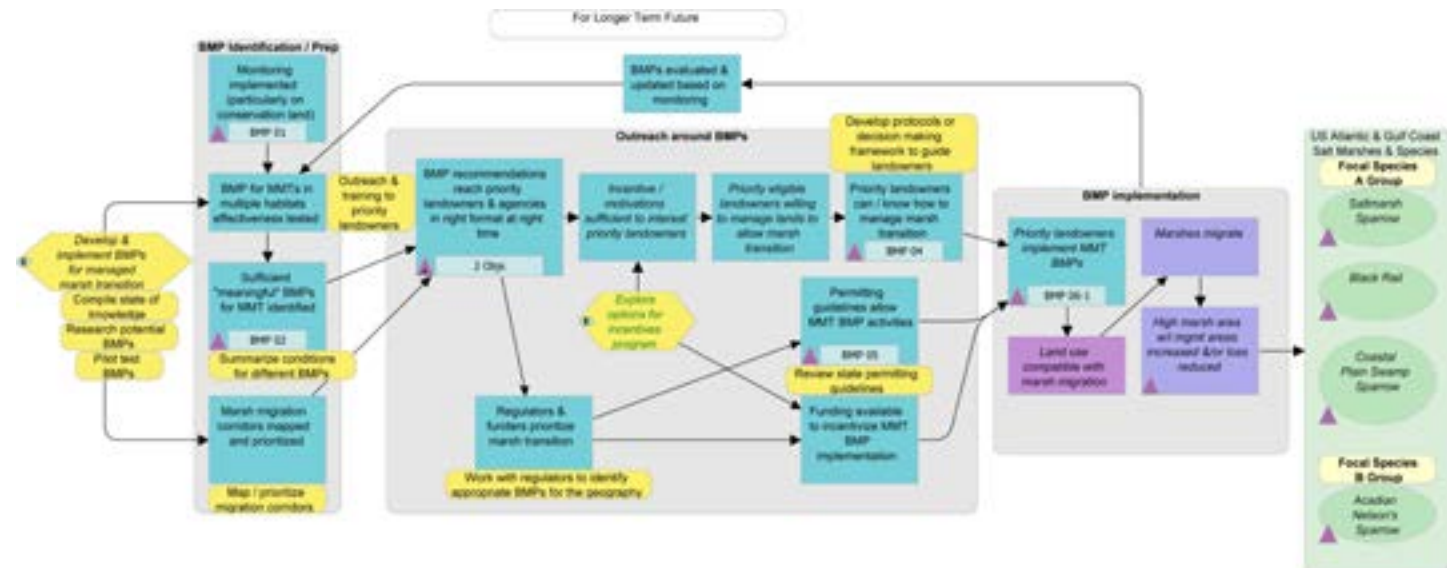 For Longer Term Future
BMP Identification / Prep
Monitoring
implemented
(particularly on
conservation land)
BMP 01
BMP for MMTs in
multiple habitats
effectiveness tested
Sufficient
"meaningful" BMPs
for MMT identified
BMP 02
Summarize conditions
for different BMPs
Marsh migration
corridors mapped
and prioritized
Map / prioritize
migration corridors
Develop &
implement BMPs
for managed
marsh transition
Compile state of
knowledge
Research potential
BMPs
Pilot test
BMPs
BMPs evaluated &
updated based on
monitoring
Outreach around BMPs
Outreach &
training to
priority
landowners
BMP recommendations
reach priority
landowners & agencies
in right format at right
time
2 Objs
Incentive /
motivations
sufficient to interest
priority landowners
Priority eligible
landowners willing
to manage lands to
allow marsh
transition
Develop protocols or
decision making
framework to guide
landowners
Priority landowners
can / know how to
manage marsh
transition
BMP 04
Explore
options for
incentives
program
Permitting
guidelines allow
MMT BMP activities
BMP 05
Review state permitting
guidelines
Regulators &
funders prioritize
marsh transition
Work with regulators to identify
appropriate BMPs for the geography
Funding available
to incentivize MMT
BMP
implementation
BMP implementation
Priority landowners
implement MMT
BMPs
BMP 06-1
Land use
compatible with
marsh migration
Marshes migrate
High marsh area
w/i mgmt areas
increased &/or loss
reduced
US Atlantic & Gulf Coast
Salt Marshes & Species
Focal Species
A Group
Saltmarsh
Sparrow
Black Rail
Coastal
Plain Swamp
Sparrow
Focal Species
B Group
Acadian
Nelson's
Sparrow